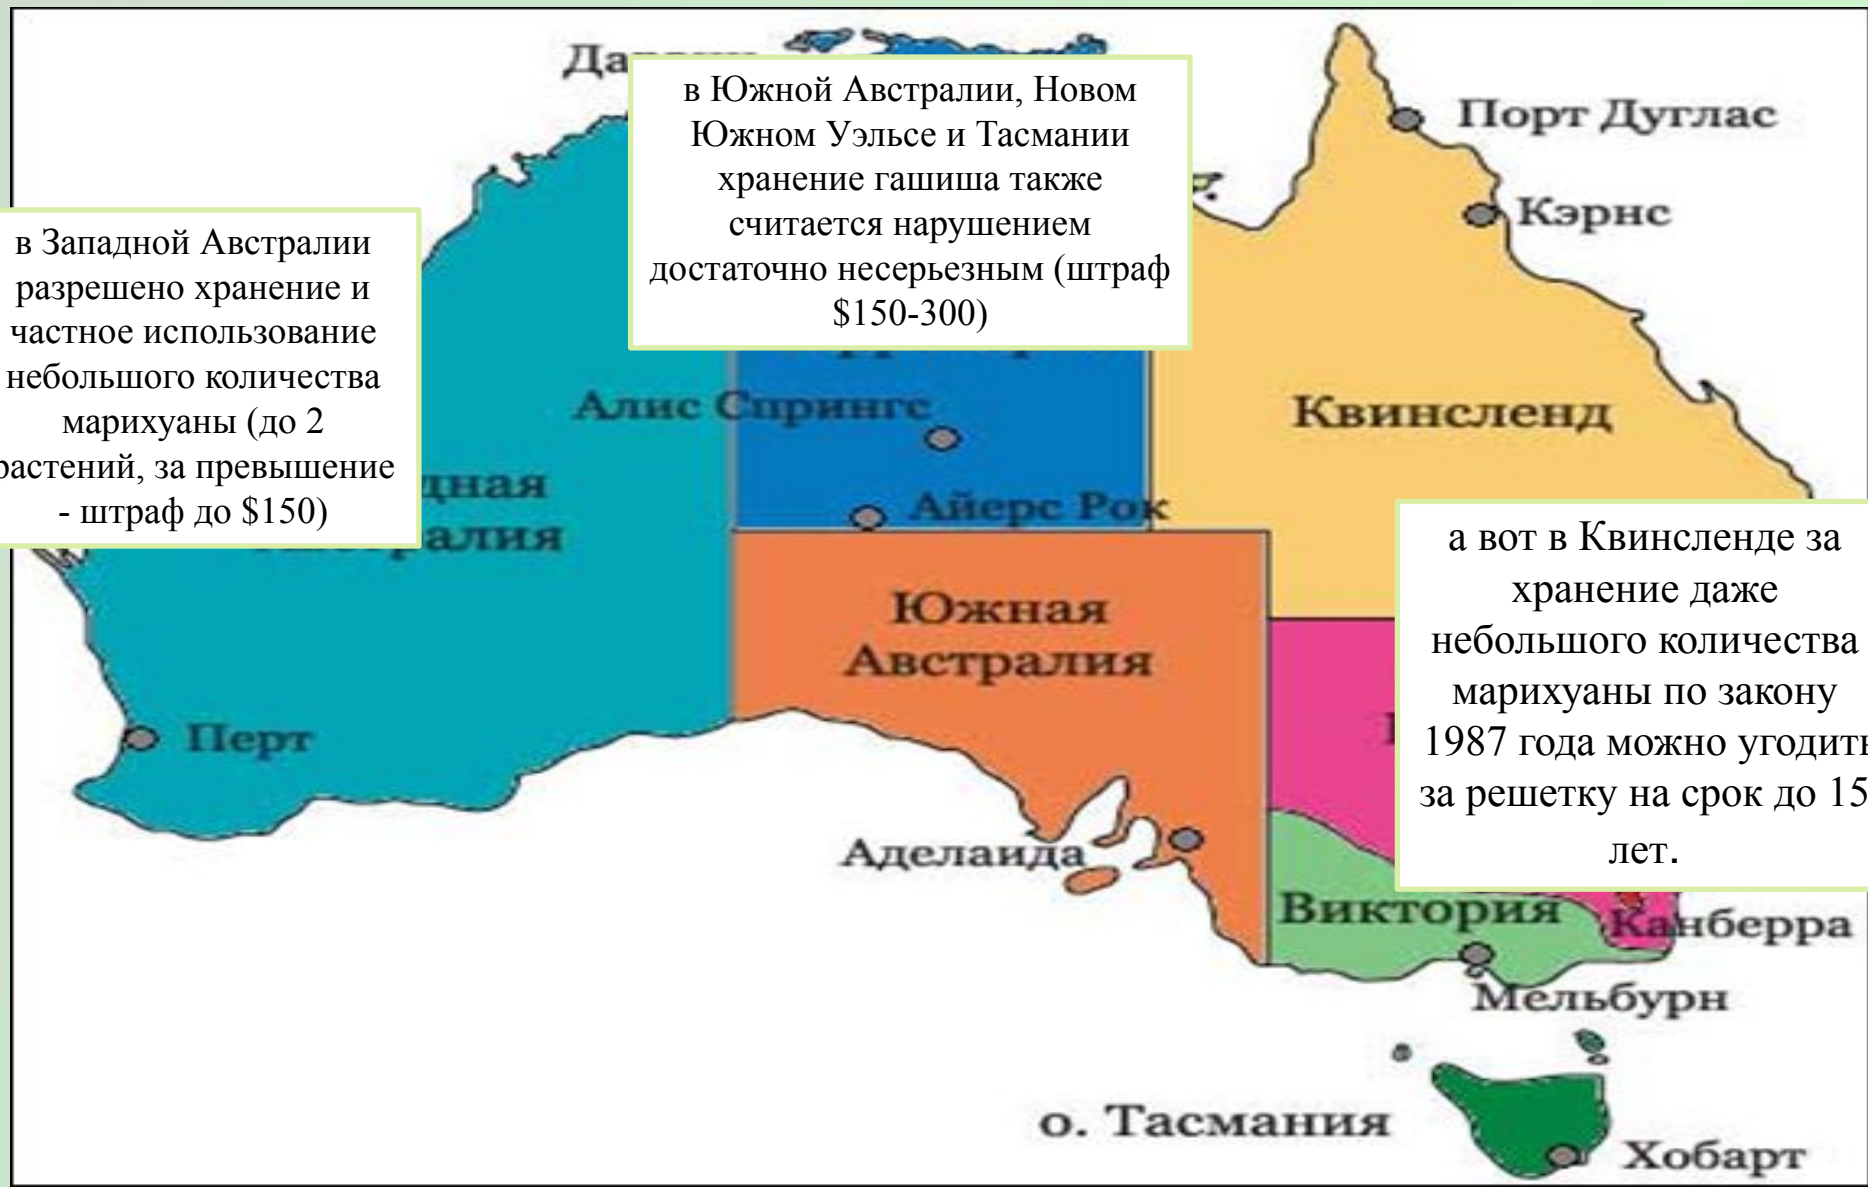 в Южной Австралии, Новом
Южном Уэльсе и Тасмании
хранение гашиша также
считается нарушением
достаточно несерьезным (штраф
$150-300)
Порт Дуглас
Кэрнс
в Западной Австралии
разрешено хранение и
частное использование
небольшого количества
марихуаны (до 2
растений, за превышение
- штраф до $150)
Алис Спрингс
Квинсленд
Айерс Рок
Южная
Австралия
Перт
а вот в Квинсленде за
хранение даже
небольшого количества
марихуаны по закону
1987 года можно угодить
за решетку на срок до 15
лет.
Аделаида
Виктория
Канберра
Мельбурн
о. Тасмания
Хобарт